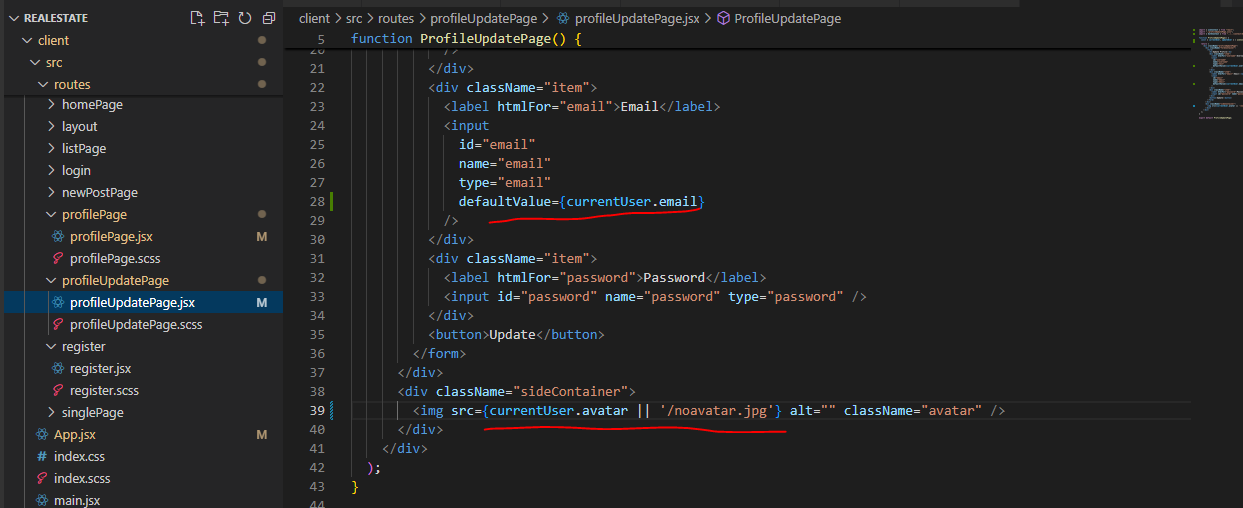 REALESTATE
client
src
routes
homePage
layout
listPage
login
newPostPage
profilePage
profilePage.jsx M
profilePage.scss
profileUpdatePage
profileUpdatePage.jsx M
profileUpdatePage.scss
register
register.jsx
register.scss
singlePage
App.jsx M
index.css
index.scss
main.jsx
client > src > routes > profileUpdatePage > profileUpdatePage.jsx > ProfileUpdatePage
5 function ProfileUpdatePage() {
20 />
21 </div>
22 <div className="item">
23 <label htmlFor="email">Email</label>
24 <input
25 id="email"
26 name="email"
27 type="email"
28 defaultValue={currentUser.email}
29 />
30 </div>
31 <div className="item">
32 <label htmlFor="password">Password</label>
33 <input id="password" name="password" type="password" />
34 </div>
35 <button>Update</button>
36 </form>
37 </div>
38 <div className="sideContainer">
39 <img src={currentUser.avatar || '/noavatar.jpg'} alt="" className="avatar" />
40 </div>
41 </div>
42 );
43 }
44